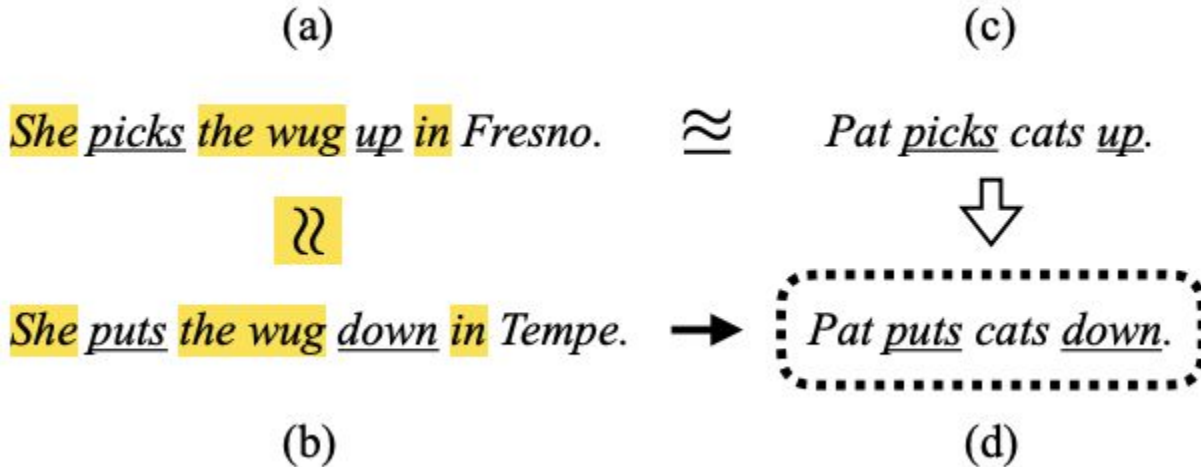 (a) (c)
She picks the wug up in Fresno. ≊ Pat picks cats up.
≈
She puts the wug down in Tempe. → Pat puts cats down.
(b) (d)